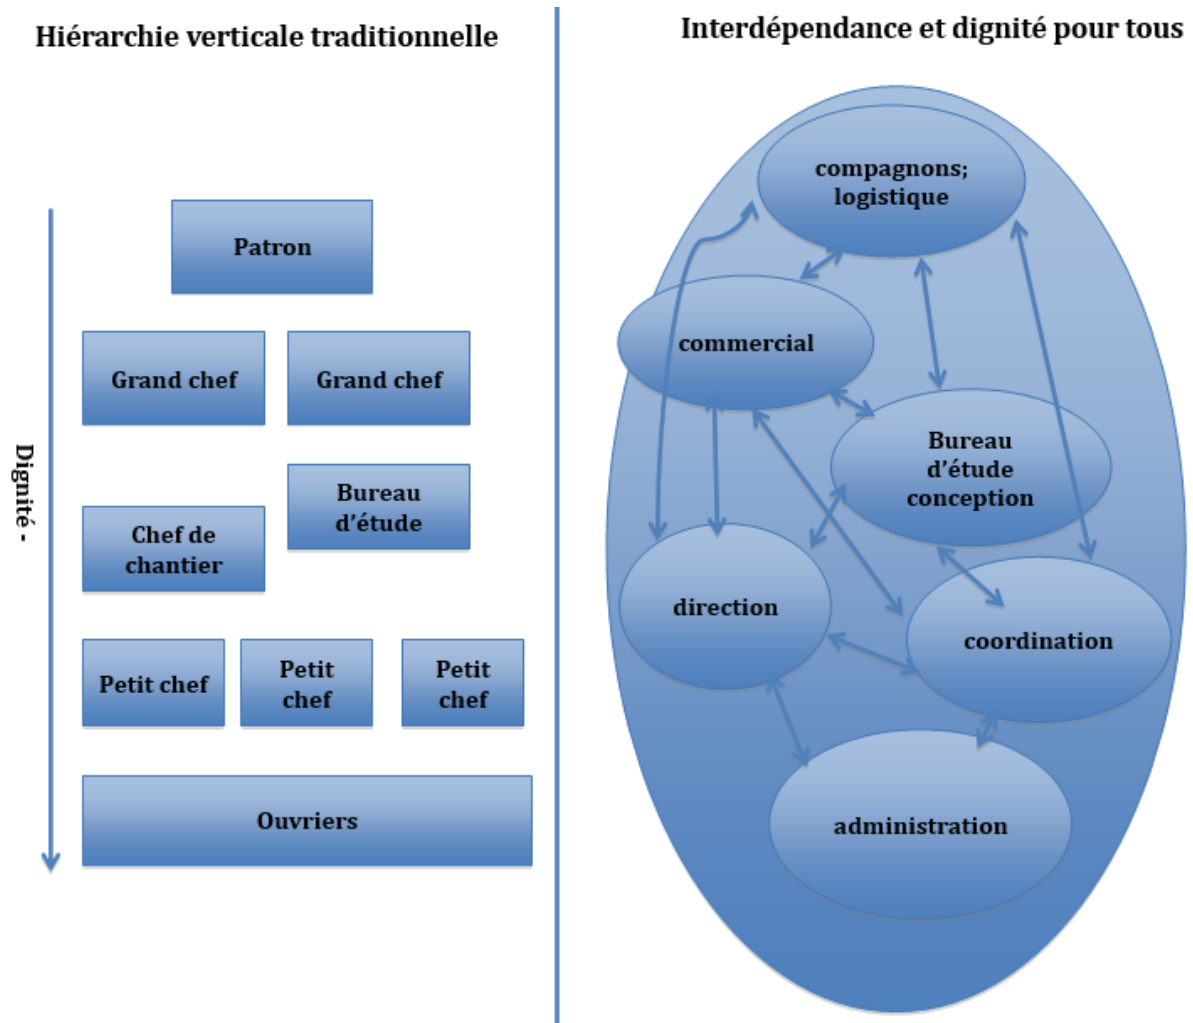 Hiérarchie verticale traditionnelle
Dignité -
Patron
Grand chef
Grand chef
Bureau
d'étude
Chef de
chantier
Petit chef
Petit
chef
Petit
chef
Ouvriers
Interdépendance et dignité pour tous
compagnons;
logistique
commercial
Bureau
d'étude
conception
direction
coordination
administration